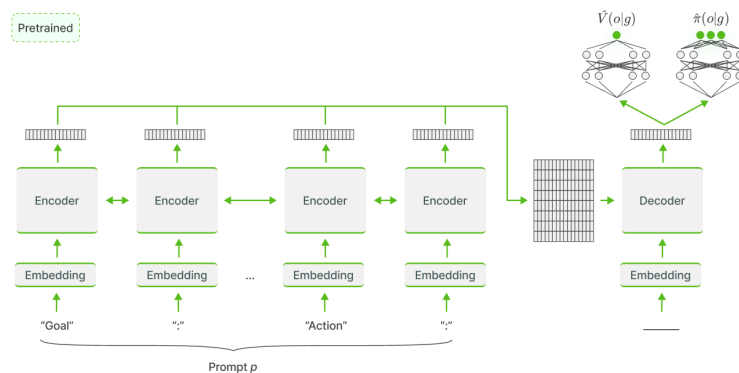 Pretrained
V̂(o|g) π̂(o|g)
Encoder Encoder Encoder Encoder Decoder
Embedding Embedding ... Embedding Embedding Embedding
“Goal” “:“ “Action” “:“
Prompt p